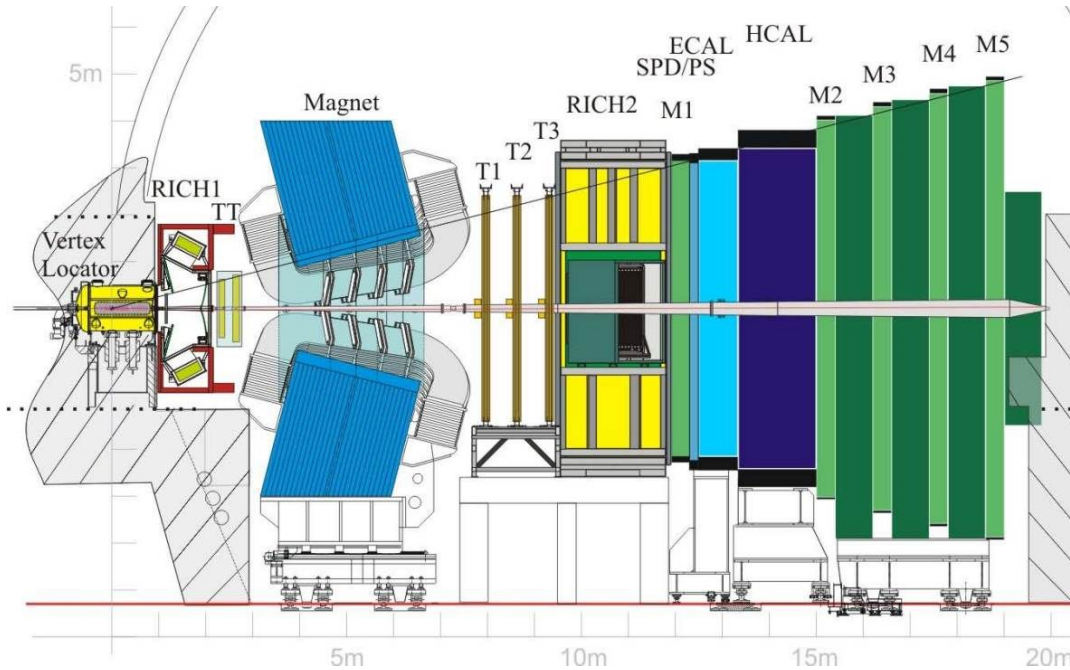 ECAL HCAL
M4 M5
SPD/PS
M3
5m
Magnet
RICH2 M1
M2
T3
T2
T1
RICH1
TT
Vertex
Locator
5m
10m
15m
20m